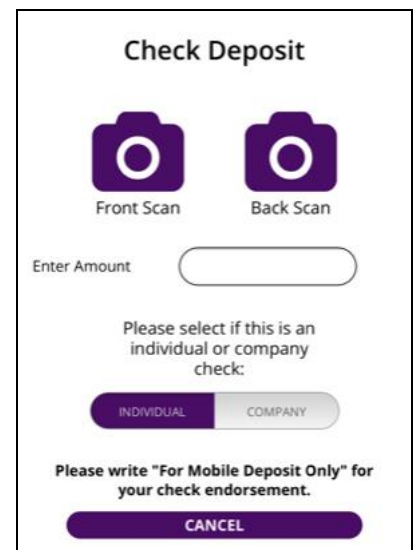 Check Deposit
Front Scan
Back Scan
Enter Amount
Please select if this is an
individual or company
check:
INDIVIDUAL
COMPANY
Please write "For Mobile Deposit Only" for
your check endorsement.
CANCEL